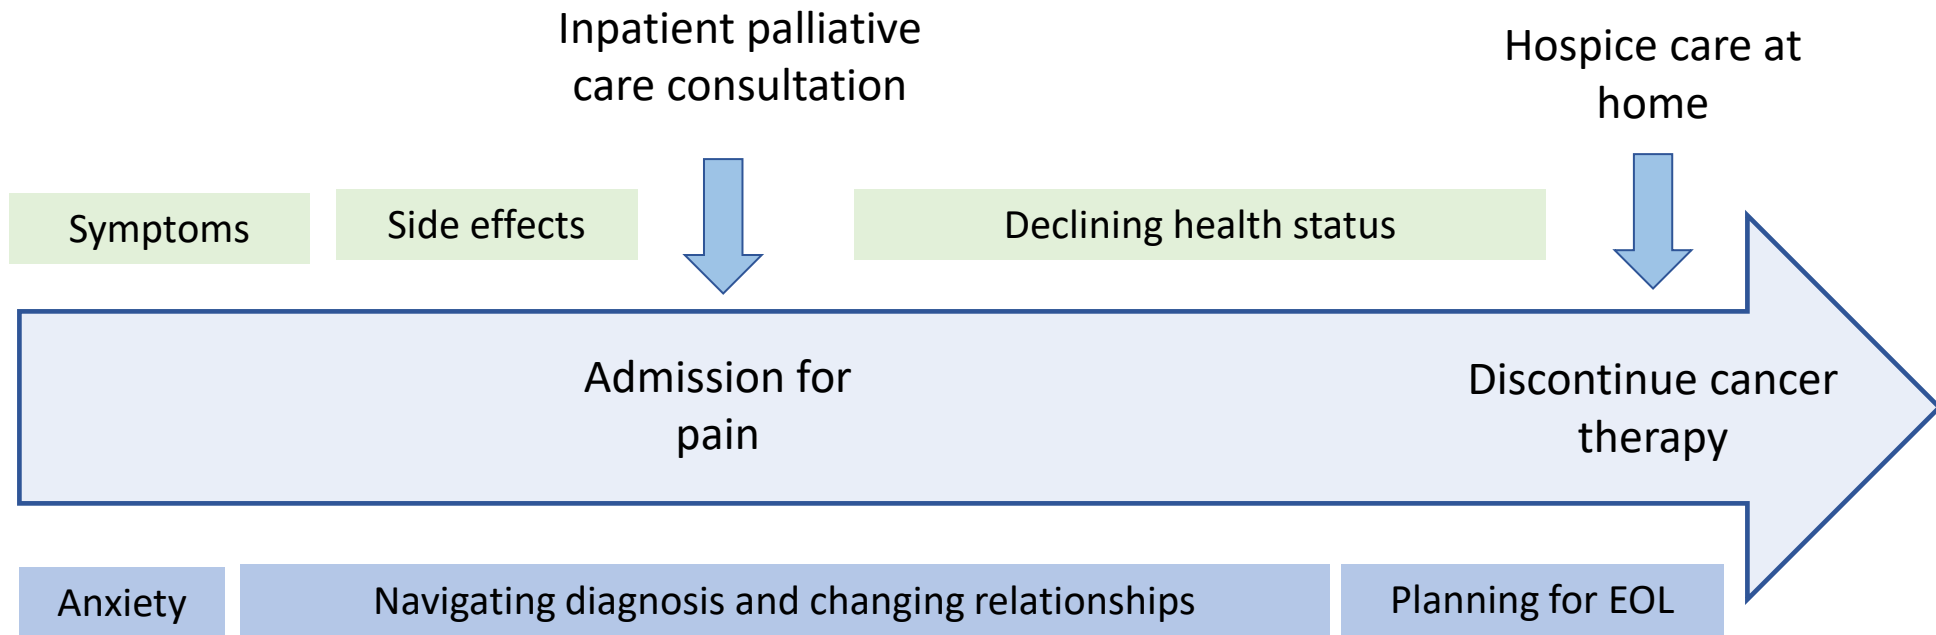 Inpatient palliative
care consultation
Hospice care at
home
Symptoms
Side effects
Declining health status
Admission for
pain
Discontinue cancer
therapy
Anxiety
Navigating diagnosis and changing relationships
Planning for EOL